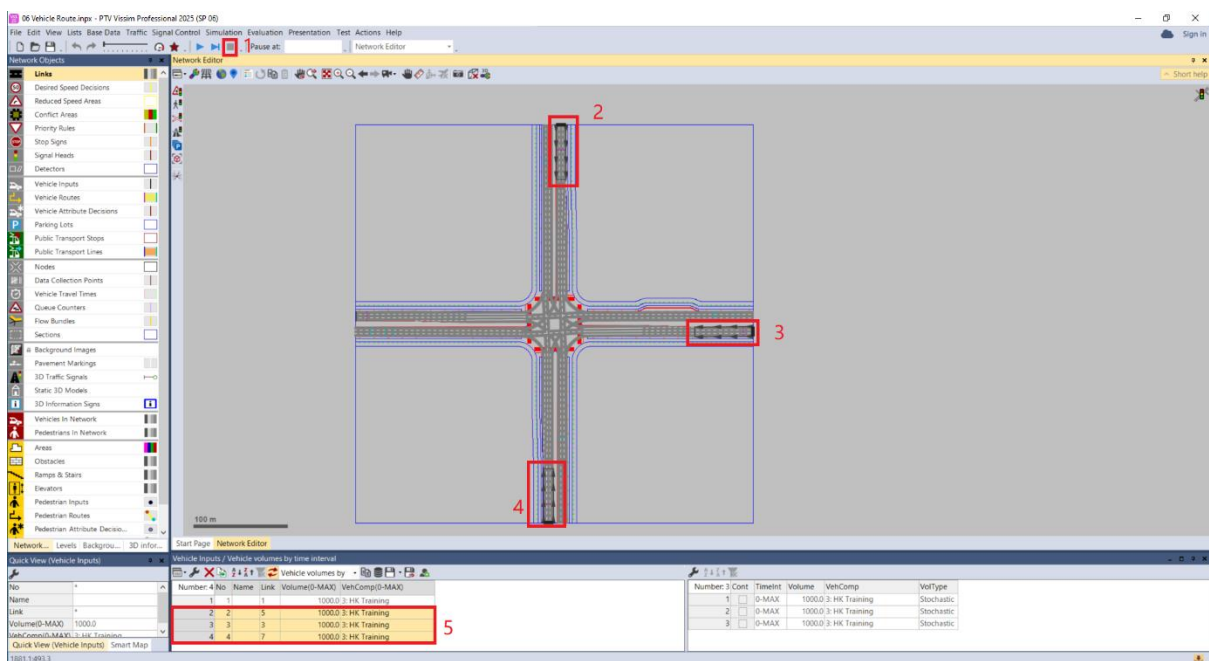 06 Vehicle Route.inpx - PTV Vissim Professional 2025 (SP 06)
File Edit View Lists Base Data Traffic Signal Control Simulation Evaluation Presentation Test Actions Help
Sign in
1
Pause at:
Network Editor
Network Objects
Network Editor
Links
Desired Speed Decisions
Reduced Speed Areas
Conflict Areas
Priority Rules
Stop Signs
Signal Heads
Detectors
Vehicle Inputs
Vehicle Routes
Vehicle Attribute Decisions
Parking Lots
Public Transport Stops
Public Transport Lines
Nodes
Data Collection Points
Vehicle Travel Times
Queue Counters
Flow Bundles
Sections
Background Images
Pavement Markings
3D Traffic Signals
Static 3D Models
3D Information Signs
Vehicles In Network
Pedestrians In Network
Areas
Obstacles
Ramps & Stairs
Elevators
Pedestrian Inputs
Pedestrian Routes
Pedestrian Attribute Decisio...
Network... Levels Backgrou... 3D infor...
Short help
2
3
4
100 m
Start Page Network Editor
Quick View (Vehicle Inputs)
No *
Name
Link *
Volume(0-MAX) 1000.0
VehComp(0-MAX) 3: HK Training
Quick View (Vehicle Inputs) Smart Map
Vehicle Inputs / Vehicle volumes by time interval
Vehicle volumes by
Number: 4 No Name Link Volume(0-MAX) VehComp(0-MAX)
1 1 1 1000.0 3: HK Training
2 2 5 1000.0 3: HK Training
3 3 3 1000.0 3: HK Training
4 4 7 1000.0 3: HK Training
5
Number: 3 Cont TimeInt Volume VehComp VolType
1 0-MAX 1000.0 3: HK Training Stochastic
2 0-MAX 1000.0 3: HK Training Stochastic
3 0-MAX 1000.0 3: HK Training Stochastic
1881.1:493.3